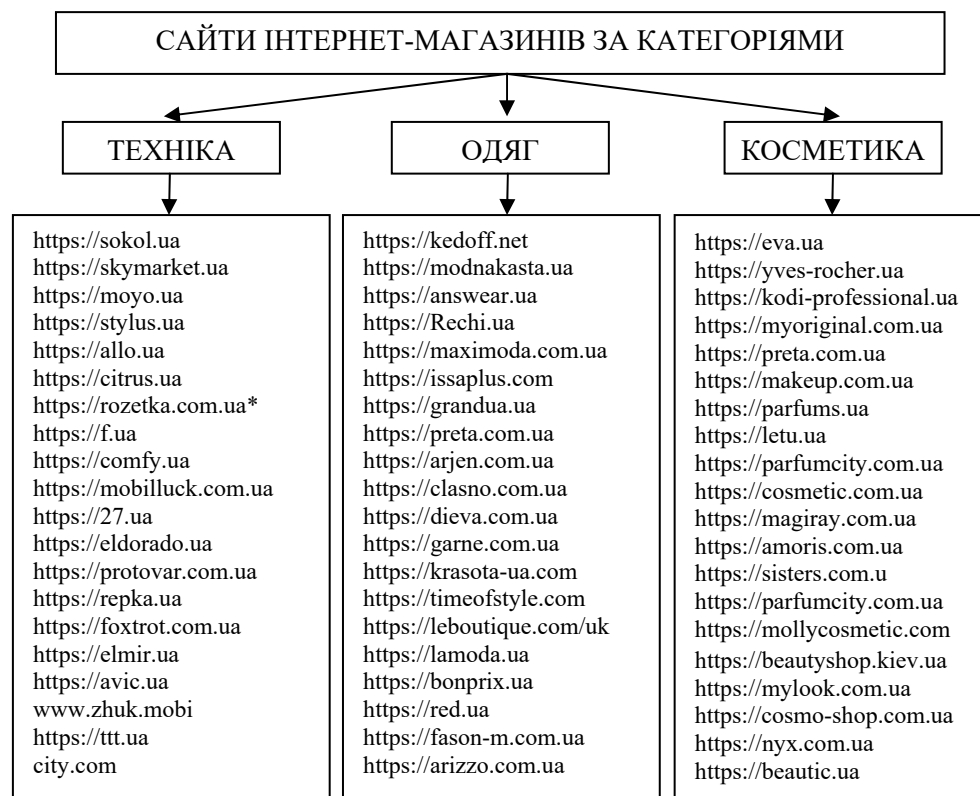 САЙТИ ІНТЕРНЕТ-МАГАЗИНІВ ЗА КАТЕГОРІЯМИ
ТЕХНІКА
https://sokol.ua
https://skymarket.ua
https://moyo.ua
https://stylus.ua
https://allo.ua
https://citrus.ua
https://rozetka.com.ua*
https://f.ua
https://comfy.ua
https://mobilluck.com.ua
https://27.ua
https://eldorado.ua
https://protovar.com.ua
https://repka.ua
https://foxtrot.com.ua
https://elmir.ua
https://avic.ua
www.zhuk.mobi
https://ttt.ua
city.com
ОДЯГ
https://kedoff.net
https://modnakasta.ua
https://answear.ua
https://Rechi.ua
https://maximoda.com.ua
https://issaplus.com
https://grandua.ua
https://preta.com.ua
https://arjen.com.ua
https://clasno.com.ua
https://dieva.com.ua
https://garne.com.ua
https://krasota-ua.com
https://timeofstyle.com
https://leboutique.com/uk
https://lamoda.ua
https://bonprix.ua
https://red.ua
https://fason-m.com.ua
https://arizzo.com.ua
КОСМЕТИКА
https://eva.ua
https://yves-rocher.ua
https://kodi-professional.ua
https://myoriginal.com.ua
https://preta.com.ua
https://makeup.com.ua
https://parfums.ua
https://letu.ua
https://parfumcity.com.ua
https://cosmetic.com.ua
https://magiray.com.ua
https://amoris.com.ua
https://sisters.com.u
https://parfumcity.com.ua
https://mollycosmetic.com
https://beautyshop.kiev.ua
https://mylook.com.ua
https://cosmo-shop.com.ua
https://nyx.com.ua
https://beautic.ua